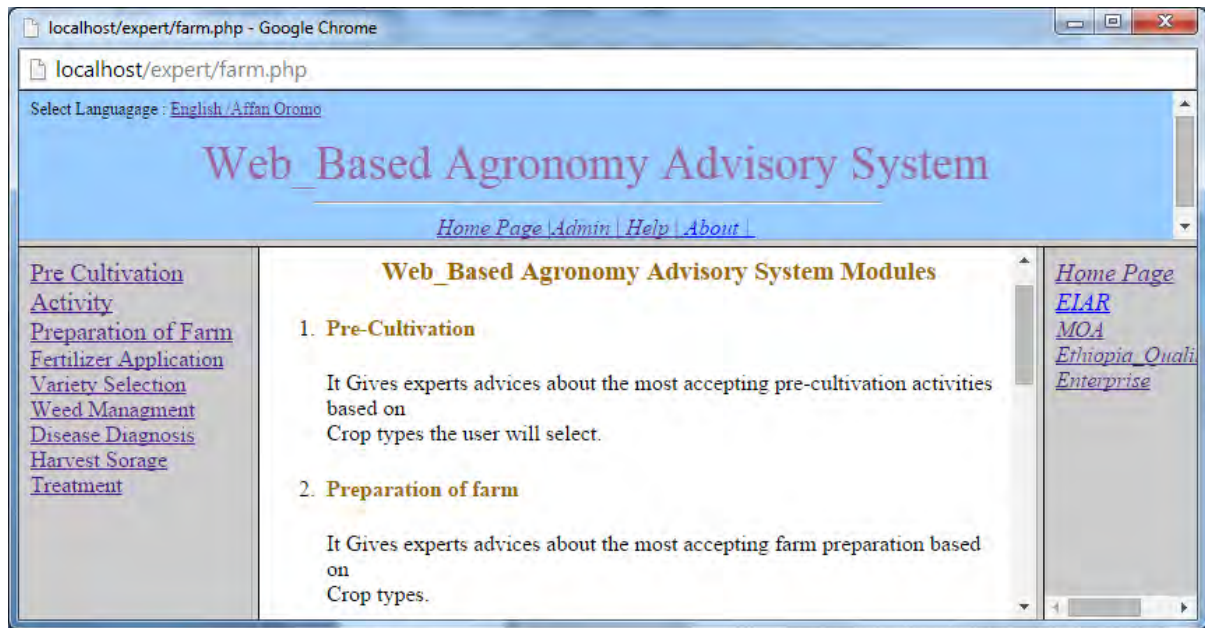 localhost/expert/farm.php - Google Chrome
localhost/expert/farm.php
Select Languagage : English /Affan Oromo
Web_Based Agronomy Advisory System
Home Page |Admin | Help | About |
Pre Cultivation
Activity
Preparation of Farm
Fertilizer Application
Variety Selection
Weed Managment
Disease Diagnosis
Harvest Sorage
Treatment
Web_Based Agronomy Advisory System Modules
1. Pre-Cultivation
It Gives experts advices about the most accepting pre-cultivation activities
based on
Crop types the user will select.
2. Preparation of farm
It Gives experts advices about the most accepting farm preparation based
on
Crop types.
Home Page
EIAR
MOA
Ethiopia_Quali
Enterprise